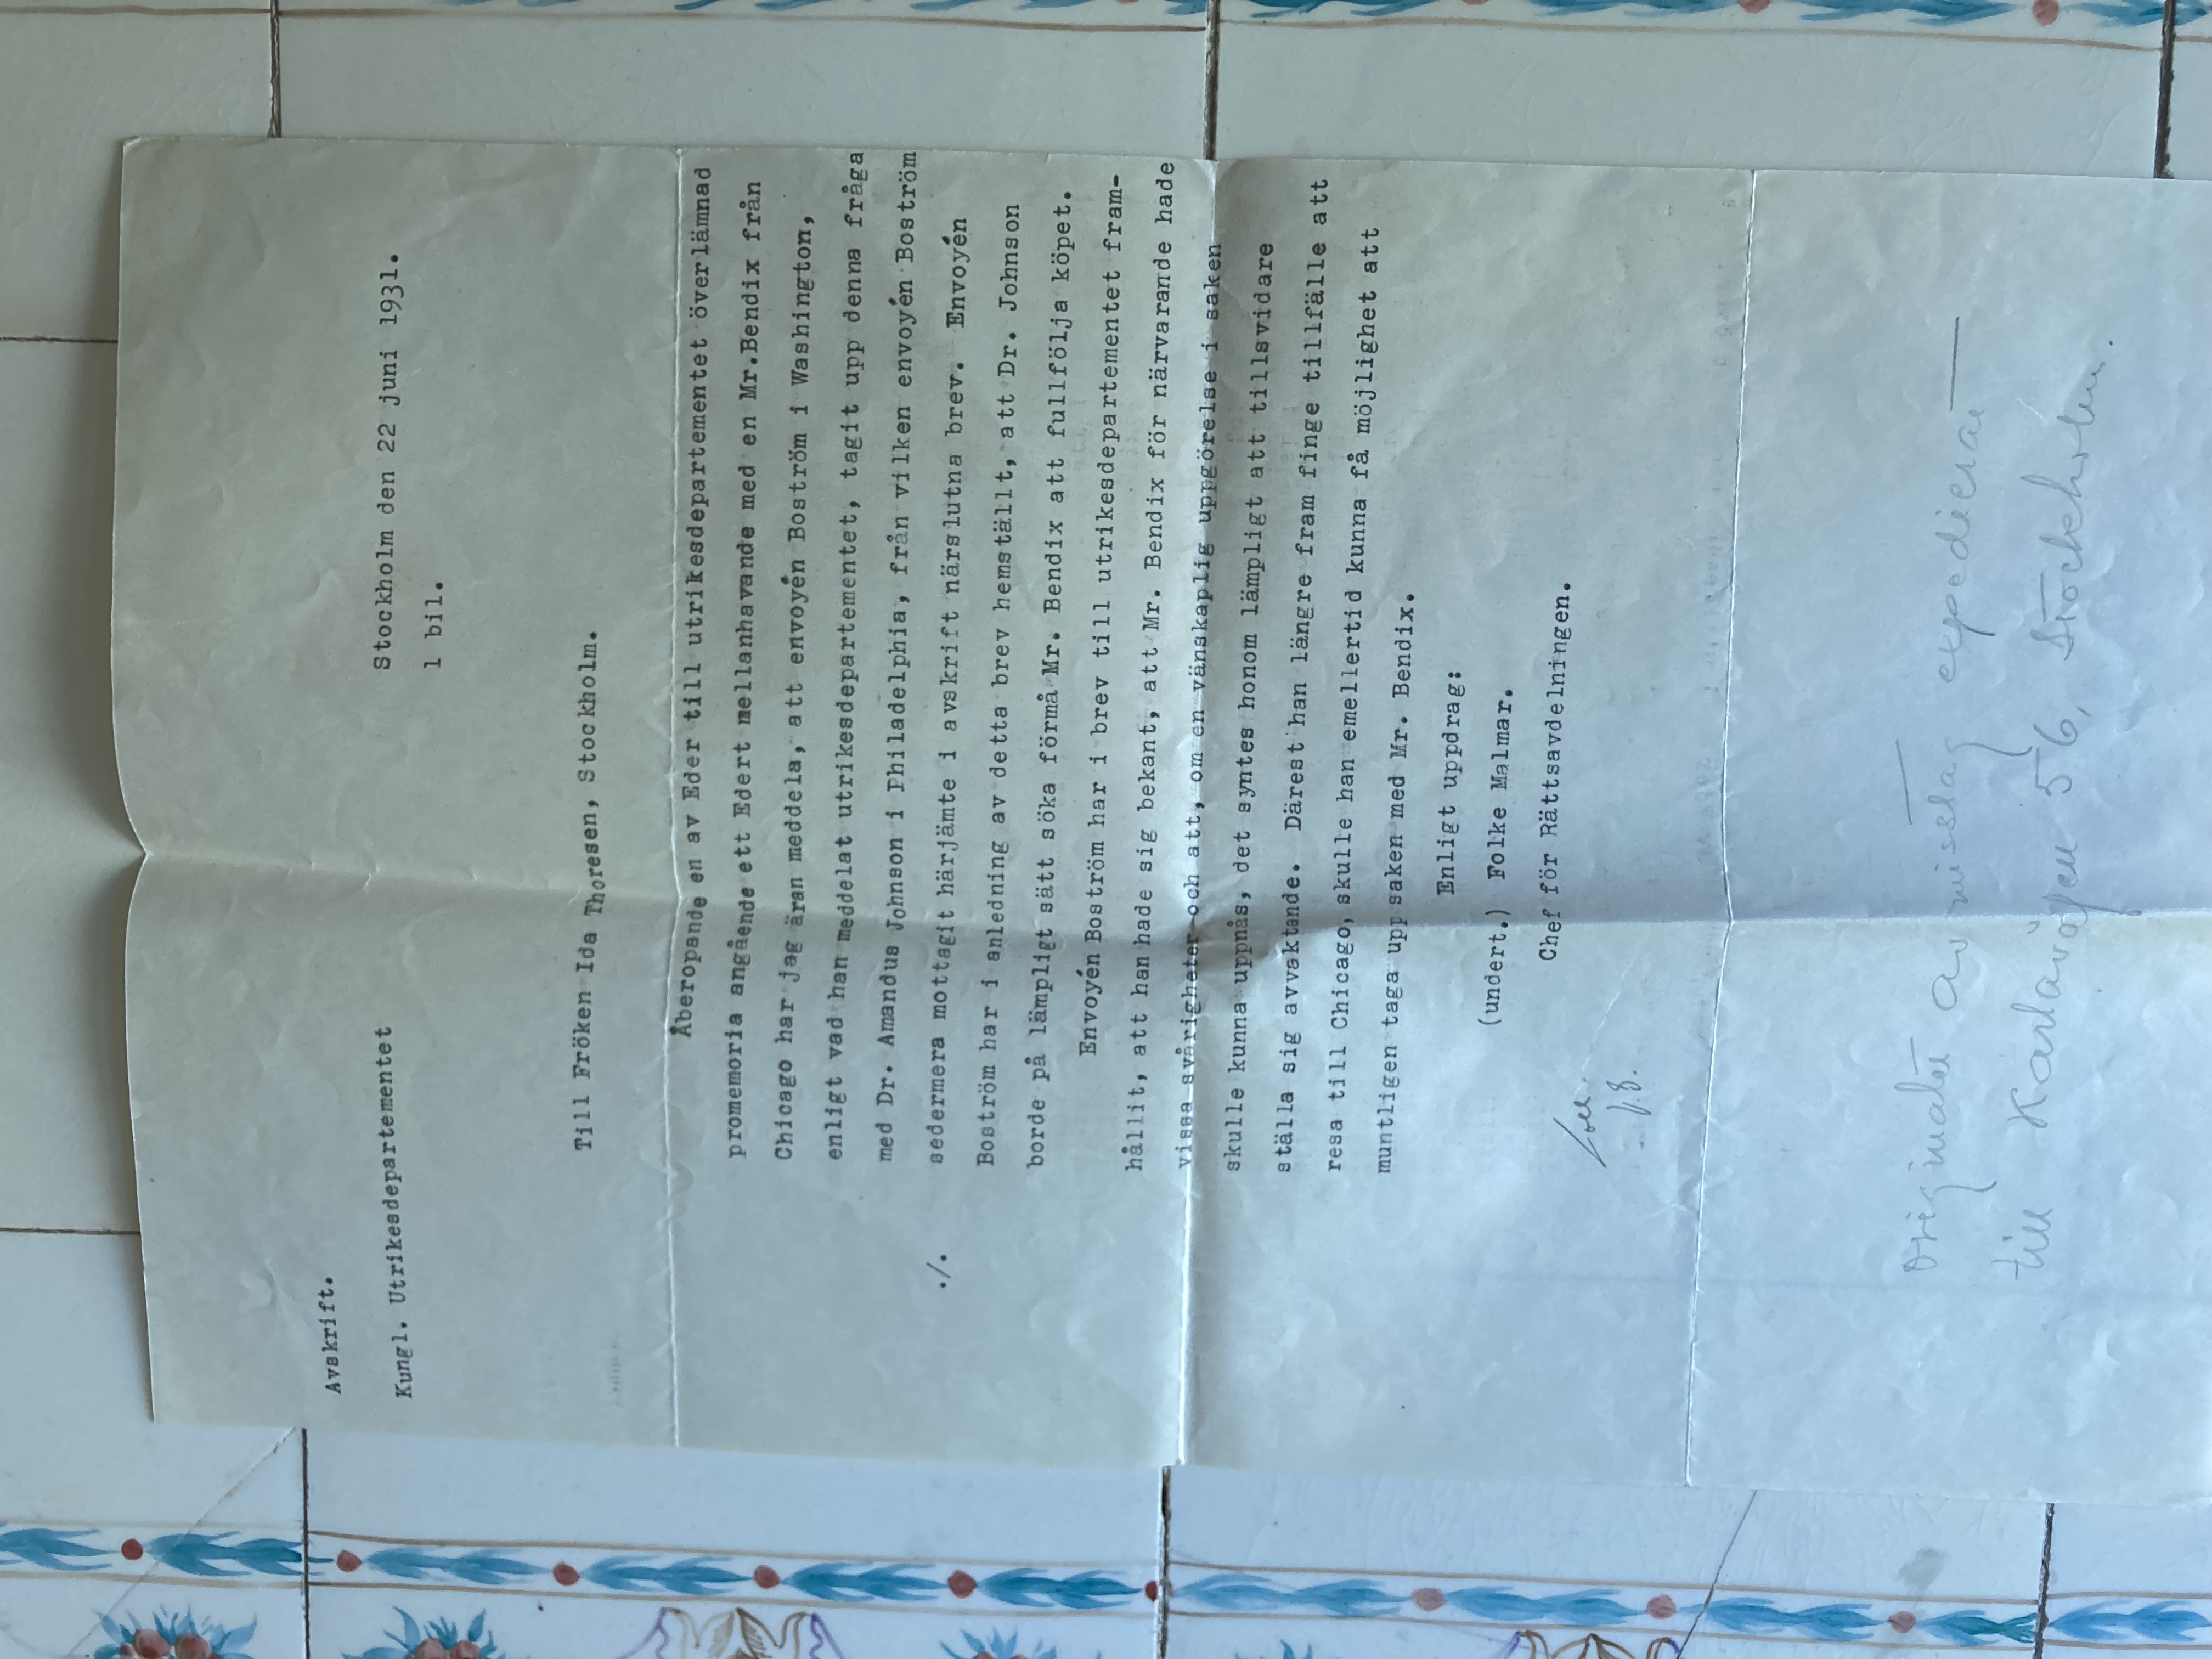 Avskrift.
Kungl. Utrikesdepartementet
Stockholm den 22 juni 1931.
1 bil.
Till Fröken Ida Thoresen, Stockholm.
Åberopande en av Eder till utrikesdepartementet överlämnad
promemoria angående ett Edert mellanhavande med en Mr.Bendix från
Chicago har jag äran meddela, att envoyén Boström i Washington,
enligt vad han meddelat utrikesdepartementet, tagit upp denna fråga
med Dr. Amandus Johnson i Philadelphia, från vilken envoyén Boström
./. sedermera mottagit härjämte i avskrift närslutna brev. Envoyén
Boström har i anledning av detta brev hemställt, att Dr. Johnson
borde på lämpligt sätt söka förmå Mr. Bendix att fullfölja köpet.
Envoyén Boström har i brev till utrikesdepartementet fram-
hållit, att han hade sig bekant, att Mr. Bendix för närvarande hade
vissa svårigheter och att, om en vänskaplig uppgörelse i saken
skulle kunna uppnås, det syntes honom lämpligt att tillsvidare
ställa sig avvaktande. Därest han längre fram finge tillfälle att
resa till Chicago, skulle han emellertid kunna få möjlighet att
muntligen taga upp saken med Mr. Bendix.
Enligt uppdrag:
(undert.) Folke Malmar.
Chef för Rättsavdelningen.
Originalet av misstag expedierat
till Karlavägen 56, Stockholm.